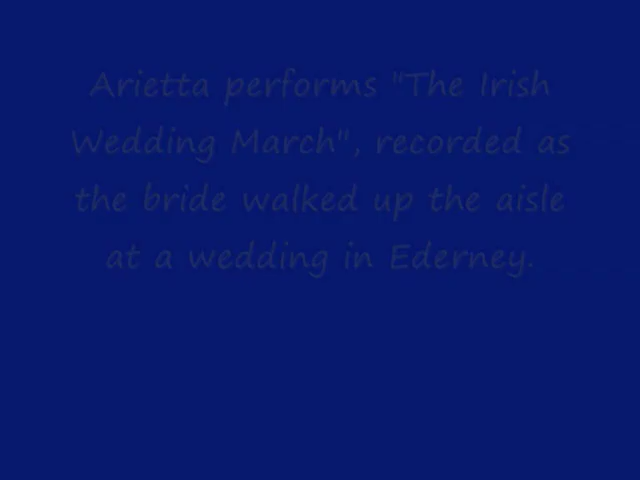 Arietta performs "The Irish
Wedding March", recorded as
the bride walked up the aisle
at a wedding in Ederney.